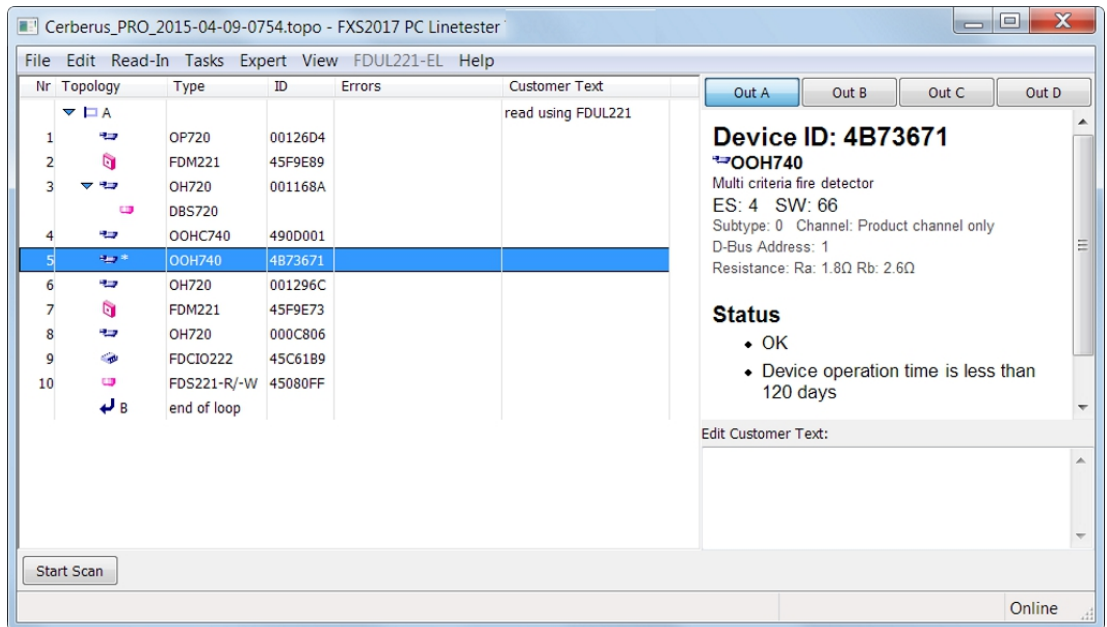 Cerberus_PRO_2015-04-09-0754.topo - FXS2017 PC Linetester
File Edit Read-In Tasks Expert View FDUL221-EL Help
Nr Topology Type ID Errors Customer Text
A read using FDUL221
1 OP720 00126D4
2 FDM221 45F9E89
3 OH720 001168A
DBS720
4 OOHC740 490D001
5 * OOH740 4B73671
6 OH720 001296C
7 FDM221 45F9E73
8 OH720 000C806
9 FDCIO222 45C61B9
10 FDS221-R/-W 45080FF
B end of loop
Out A Out B Out C Out D
Device ID: 4B73671
OOH740
Multi criteria fire detector
ES: 4 SW: 66
Subtype: 0 Channel: Product channel only
D-Bus Address: 1
Resistance: Ra: 1.8Ω Rb: 2.6Ω
Status
• OK
• Device operation time is less than
120 days
Edit Customer Text:
Start Scan
Online